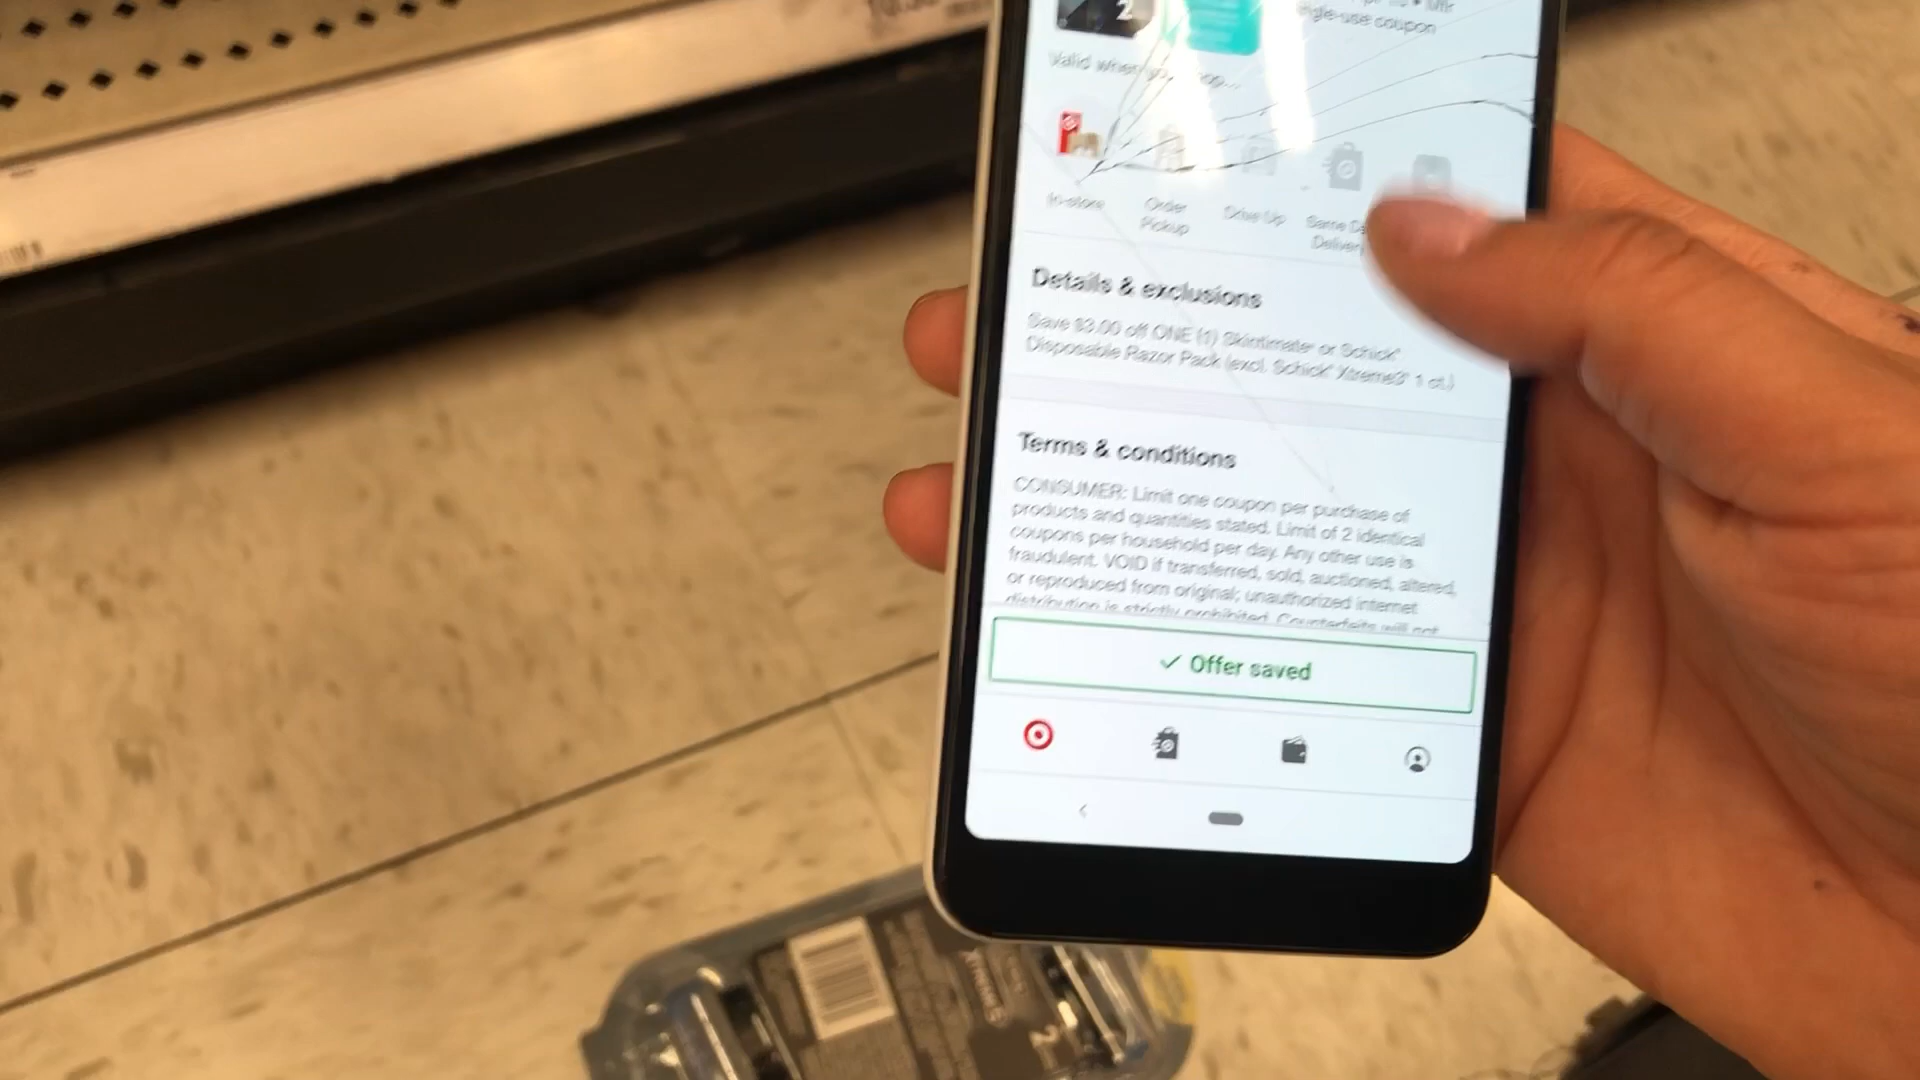 single-use coupon
Valid when you shop...
In-store
Order
Pickup
Drive Up
Same Day
Delivery
Details & exclusions
Save $3.00 off ONE (1) Skintimate® or Schick®
Disposable Razor Pack (excl. Schick® Xtreme3® 1 ct.)
Terms & conditions
CONSUMER: Limit one coupon per purchase of
products and quantities stated. Limit of 2 identical
coupons per household per day. Any other use is
fraudulent. VOID if transferred, sold, auctioned, altered,
or reproduced from original; unauthorized internet
distribution is strictly prohibited. Counterfeits will not
Offer saved